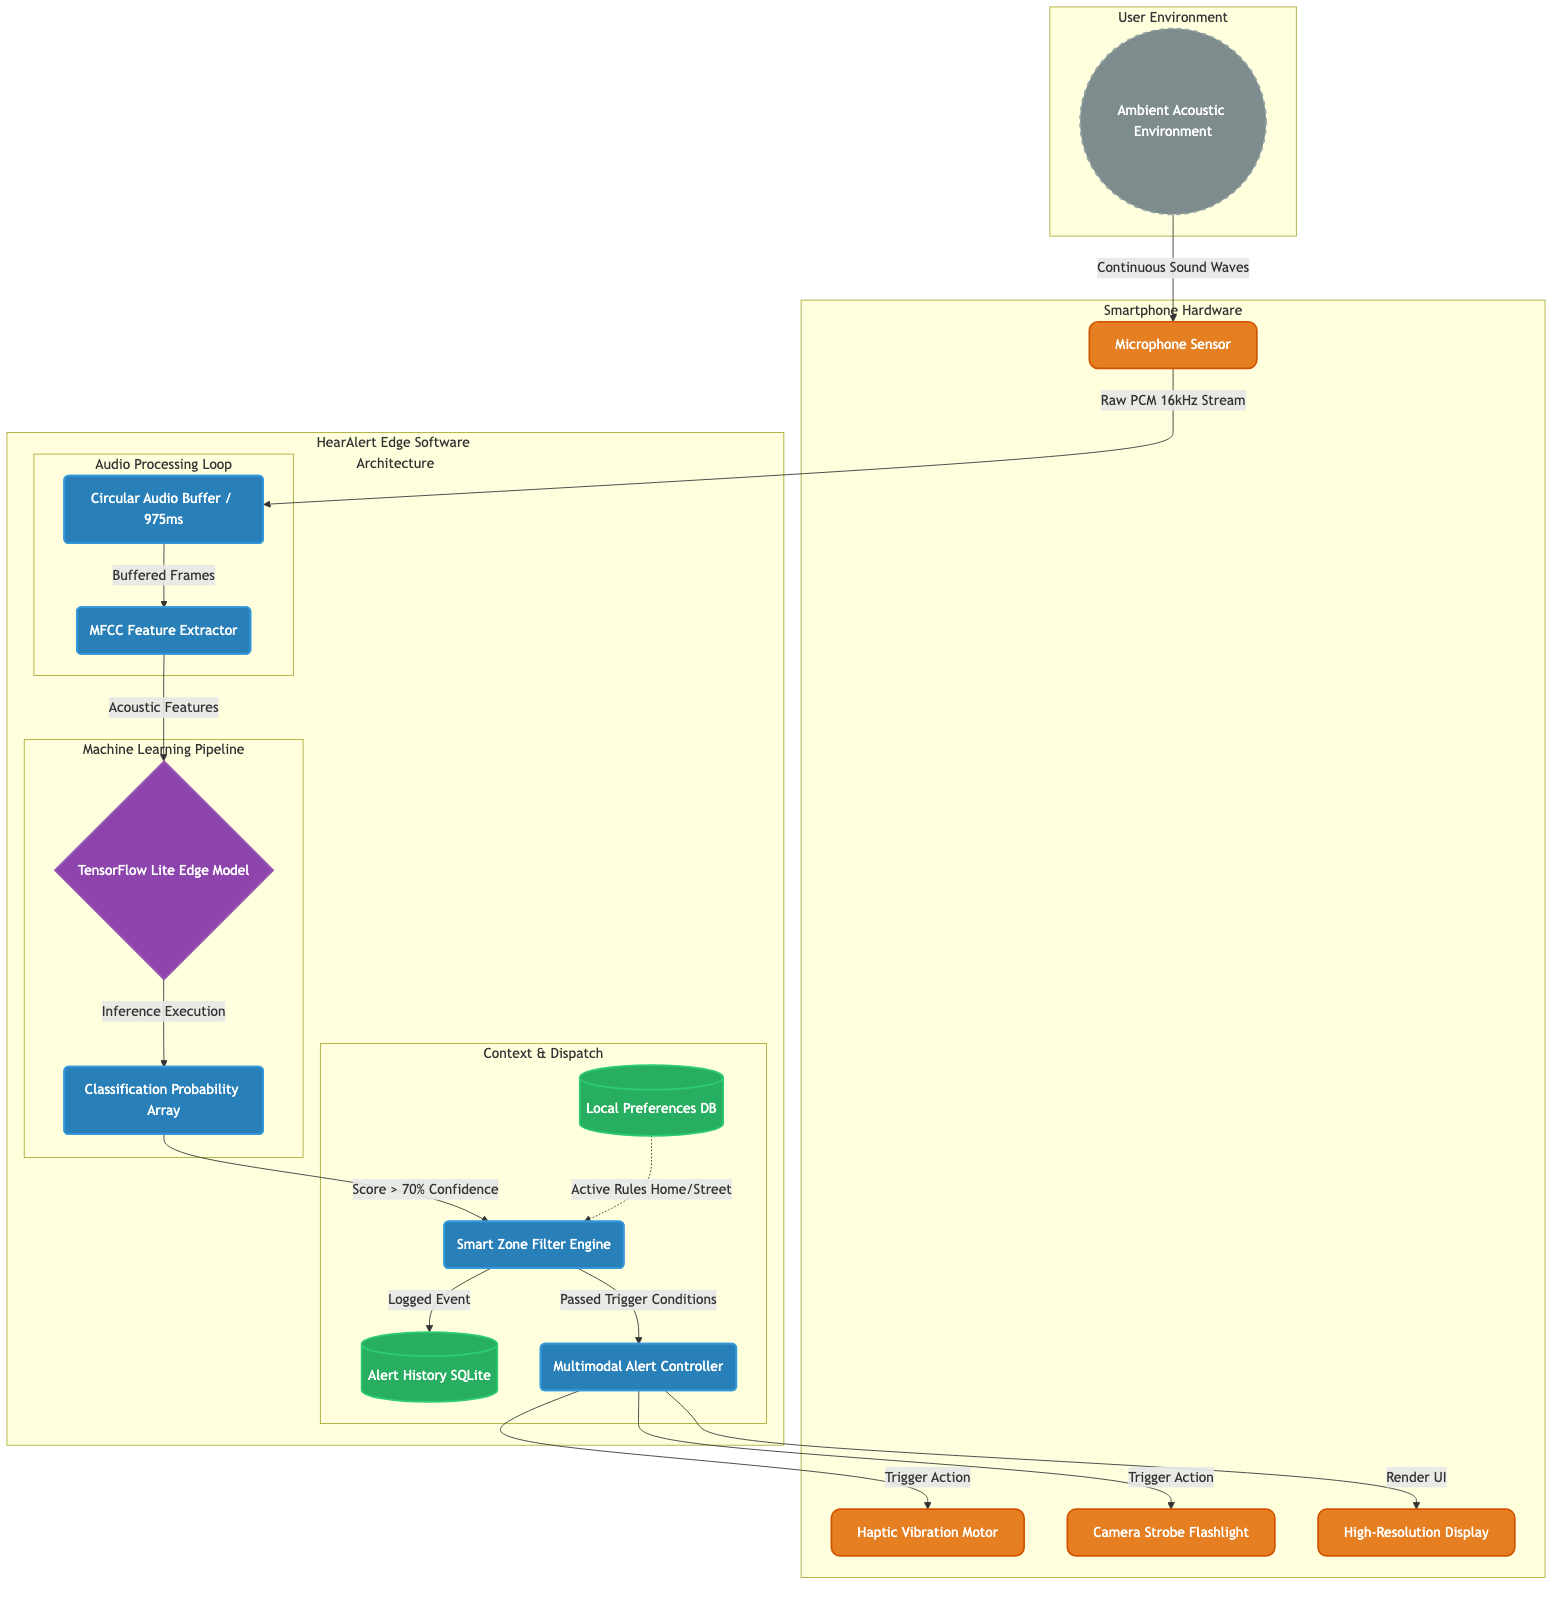 User Environment
Ambient Acoustic
Environment
Continuous Sound Waves
Smartphone Hardware
Microphone Sensor
Raw PCM 16kHz Stream
HearAlert Edge Software
Architecture
Audio Processing Loop
Circular Audio Buffer /
975ms
Buffered Frames
MFCC Feature Extractor
Acoustic Features
Machine Learning Pipeline
TensorFlow Lite Edge Model
Inference Execution
Classification Probability
Array
Context & Dispatch
Local Preferences DB
Score > 70% Confidence
Active Rules Home/Street
Smart Zone Filter Engine
Logged Event
Passed Trigger Conditions
Alert History SQLite
Multimodal Alert Controller
Trigger Action
Trigger Action
Render UI
Haptic Vibration Motor
Camera Strobe Flashlight
High-Resolution Display